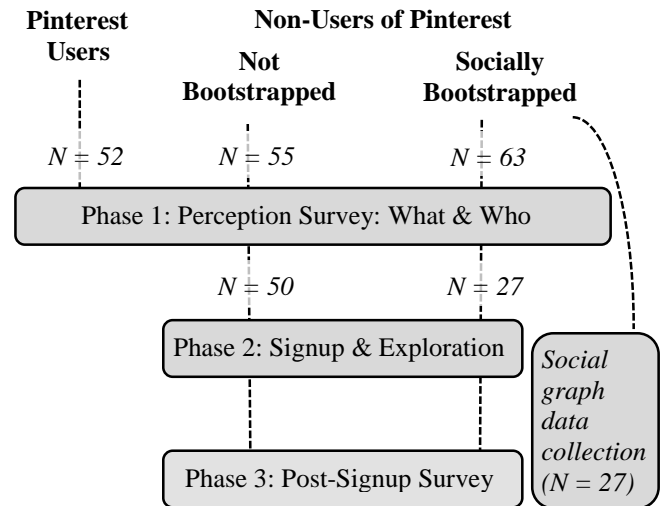 Pinterest
Users
Non-Users of Pinterest
Not
Bootstrapped
Socially
Bootstrapped
N = 52
N = 55
N = 63
Phase 1: Perception Survey: What & Who
N = 50
N = 27
Phase 2: Signup & Exploration
Social
graph
data
collection
(N = 27)
Phase 3: Post-Signup Survey